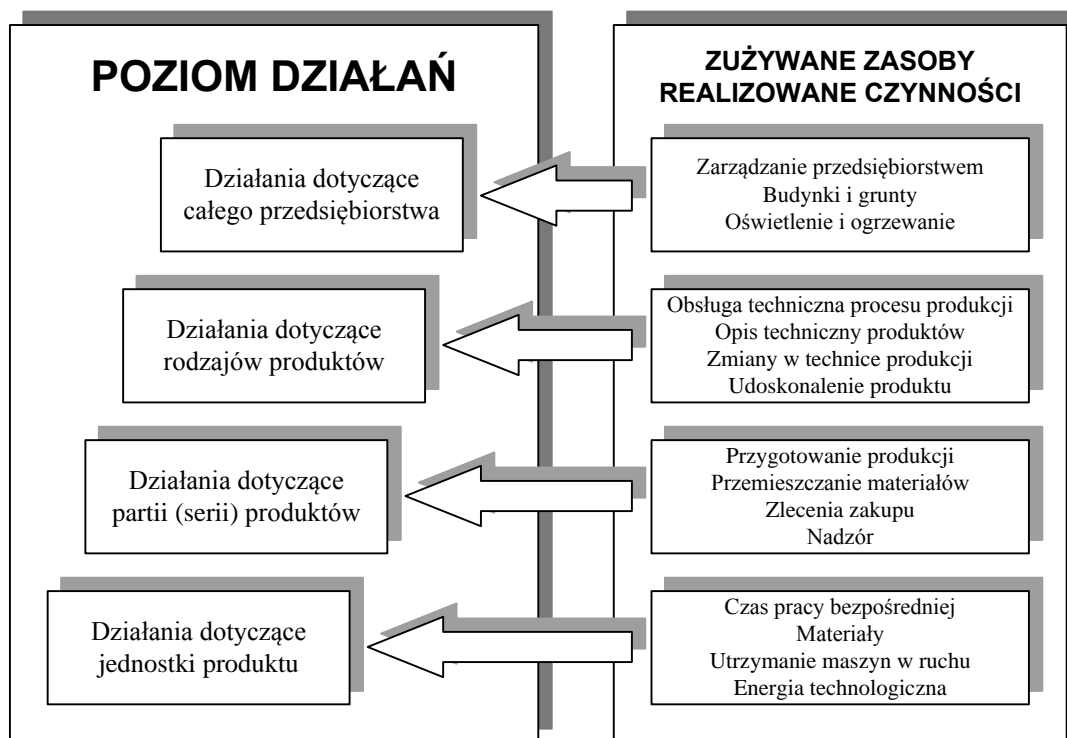 POZIOM DZIAŁAŃ
ZUŻYWANE ZASOBY
REALIZOWANE CZYNNOŚCI
Działania dotyczące
całego przedsiębiorstwa
Zarządzanie przedsiębiorstwem
Budynki i grunty
Oświetlenie i ogrzewanie
Działania dotyczące
rodzajów produktów
Obsługa techniczna procesu produkcji
Opis techniczny produktów
Zmiany w technice produkcji
Udoskonalenie produktu
Działania dotyczące
partii (serii) produktów
Przygotowanie produkcji
Przemieszczanie materiałów
Zlecenia zakupu
Nadzór
Działania dotyczące
jednostki produktu
Czas pracy bezpośredniej
Materiały
Utrzymanie maszyn w ruchu
Energia technologiczna